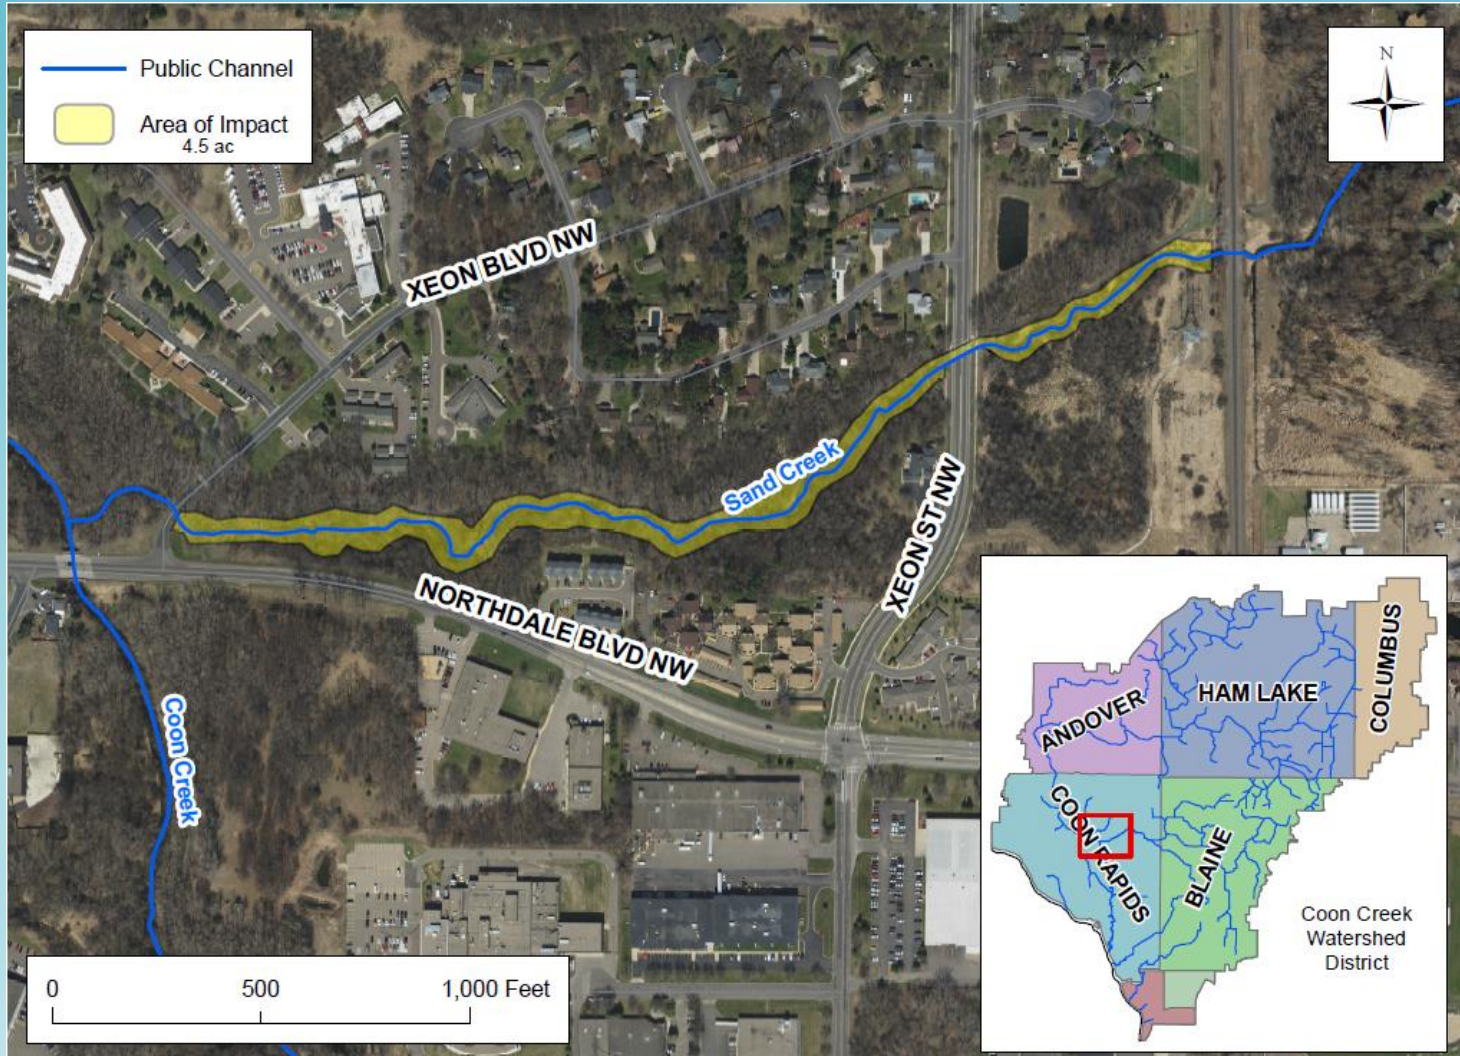 Public Channel
Area of Impact
4.5 ac
N
XEON BLVD NW
Sand Creek
XEON ST NW
NORTHDALE BLVD NW
Coon Creek
0 500 1,000 Feet
ANDOVER
HAM LAKE
COLUMBUS
COON RAPIDS
BLAINE
Coon Creek
Watershed
District